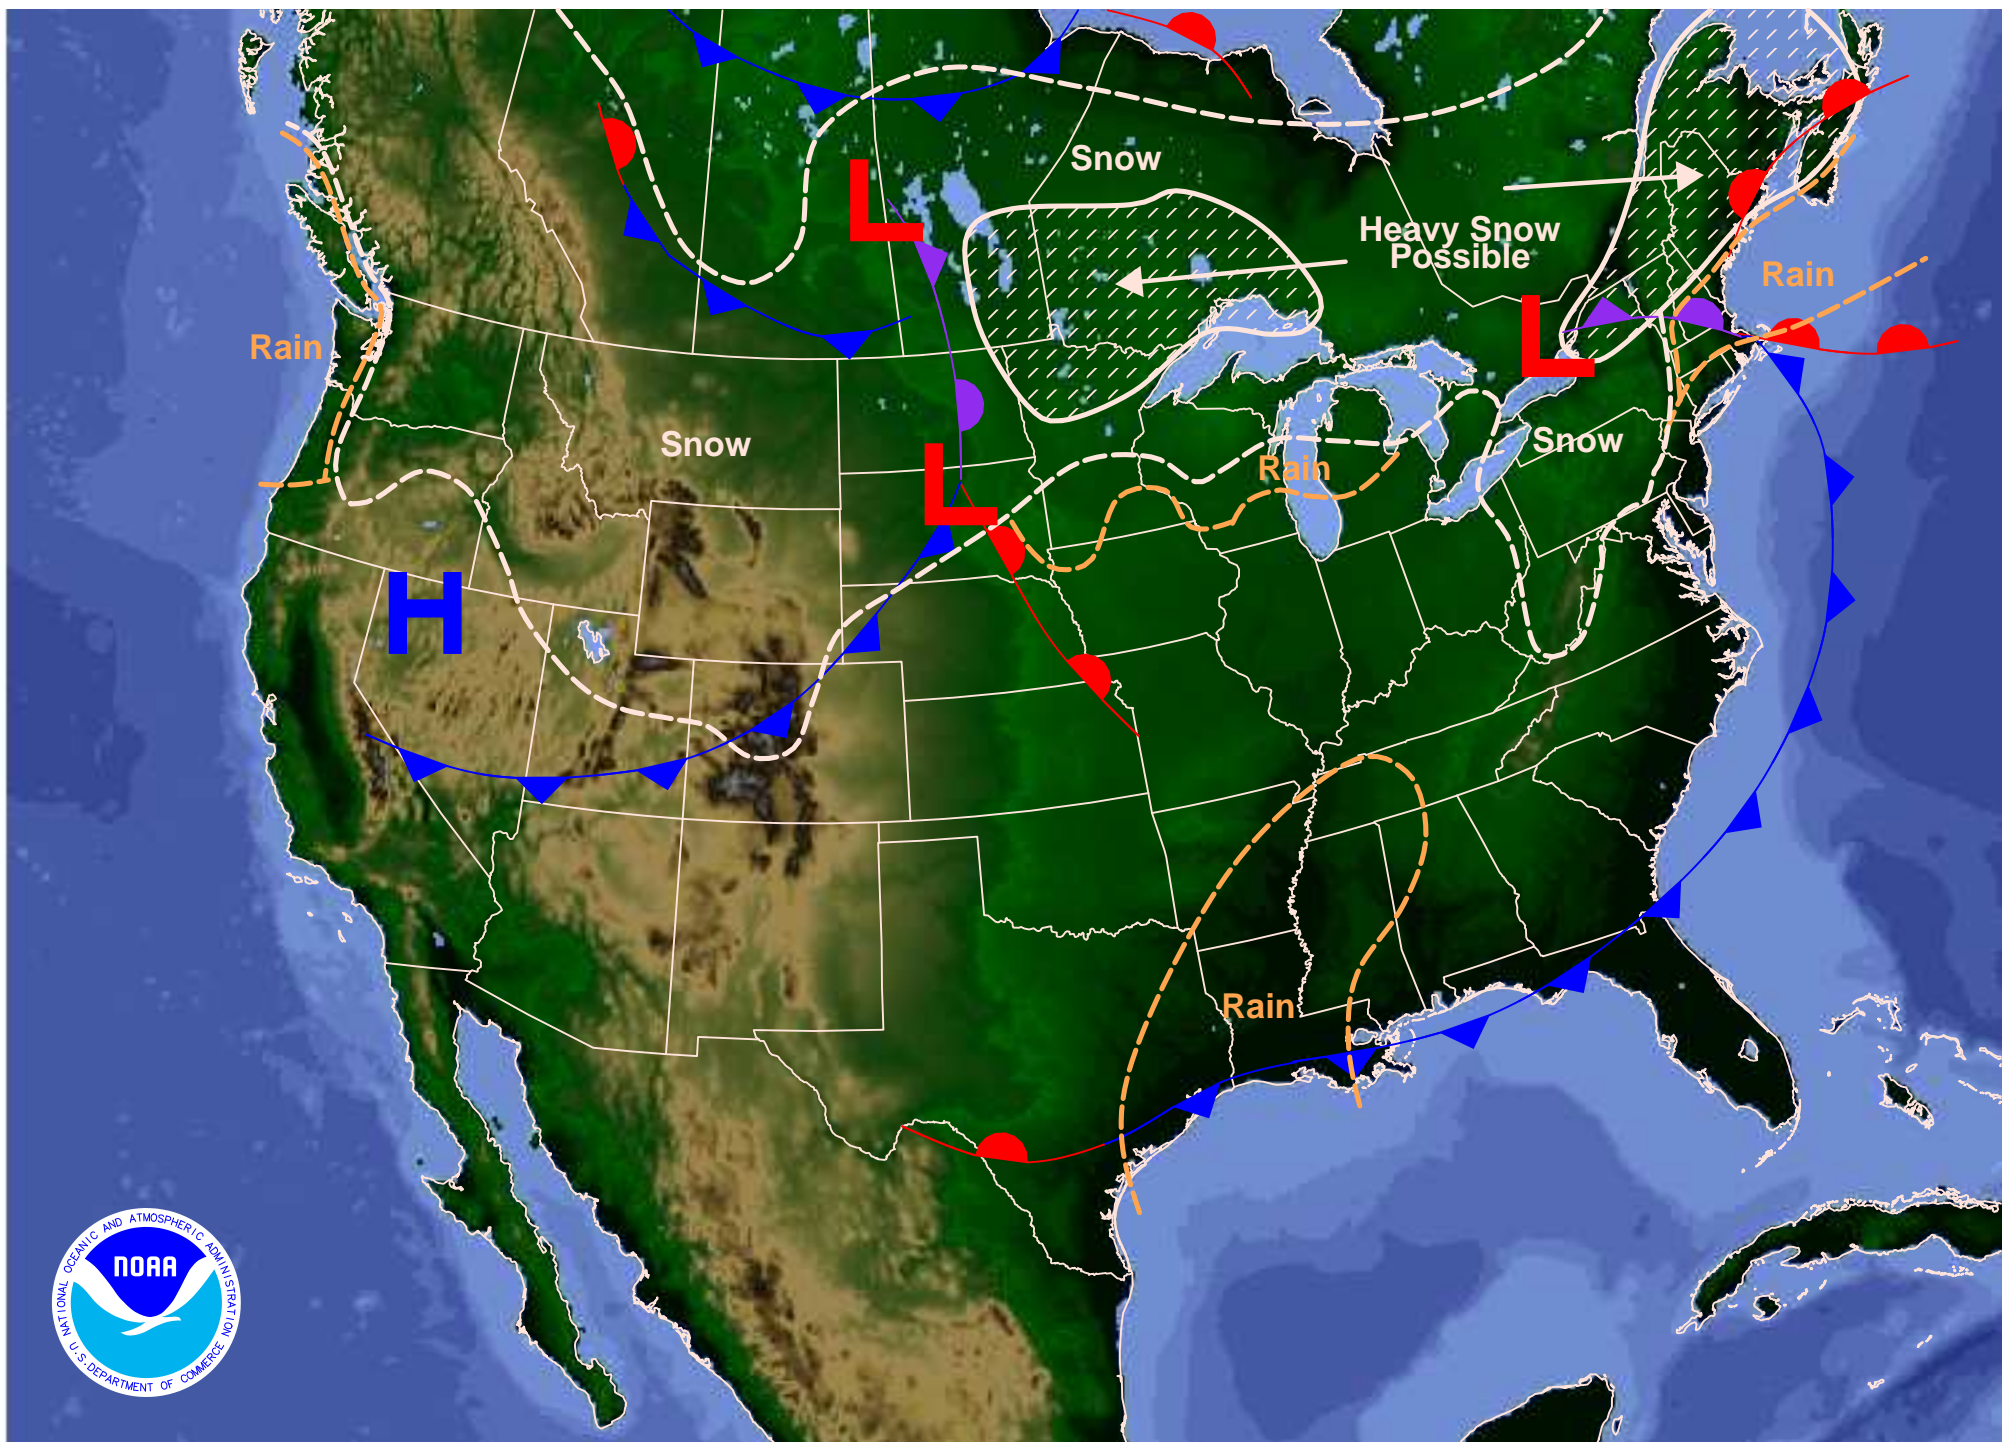 Snow
Heavy Snow
Possible
Rain
Rain
L
L
Snow
Snow
Rain
L
H
Rain
NATIONAL OCEANIC AND ATMOSPHERIC ADMINISTRATION
NOAA
U.S. DEPARTMENT OF COMMERCE